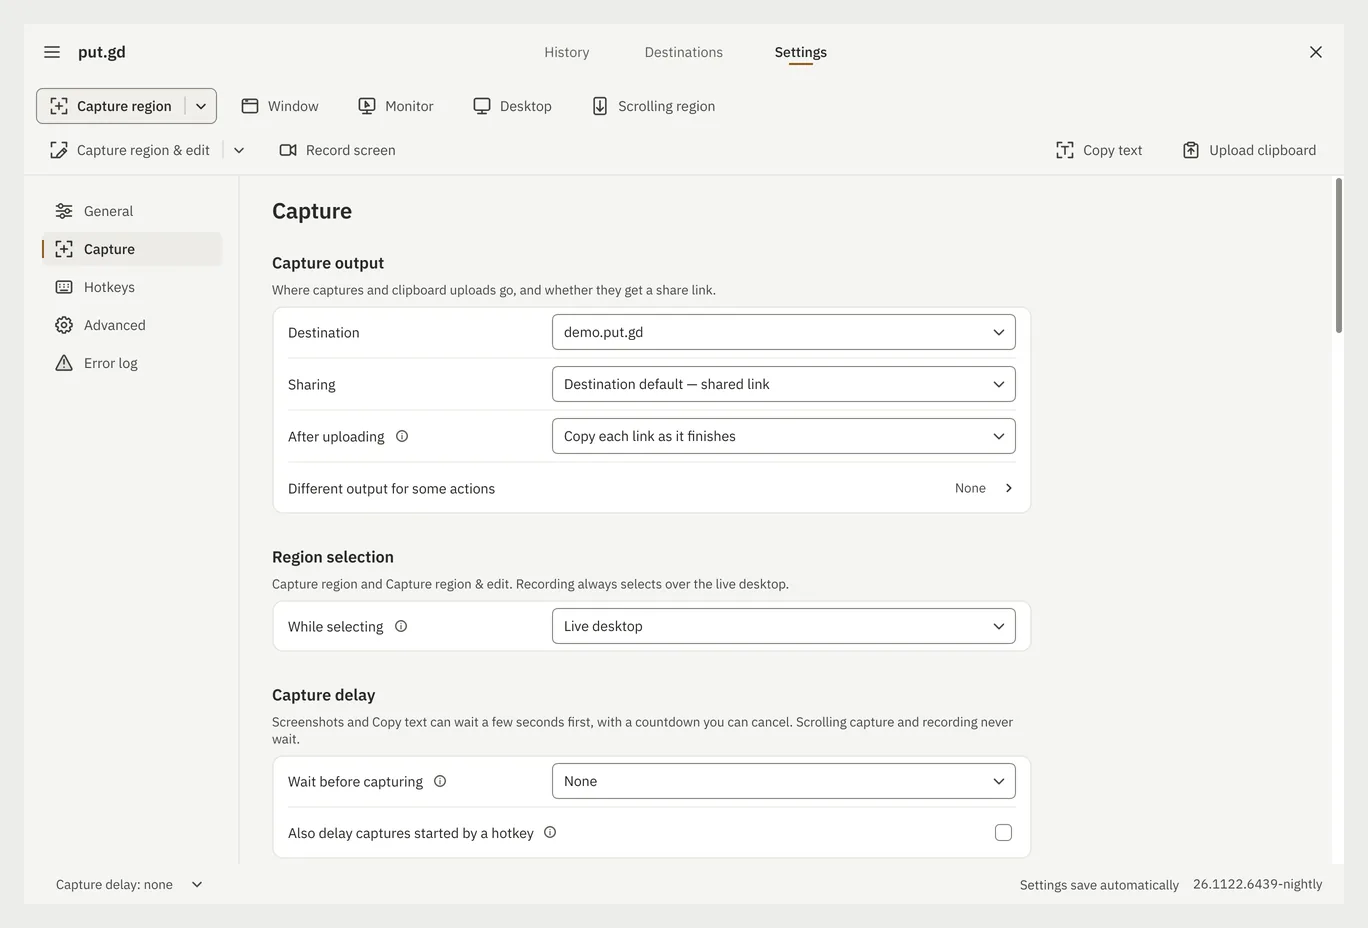 put.gd
History
Destinations
Settings
Capture region
Window
Monitor
Desktop
Scrolling region
Capture region & edit
Record screen
Copy text
Upload clipboard
General
Capture
Hotkeys
Advanced
Error log
Capture
Capture output
Where captures and clipboard uploads go, and whether they get a share link.
Destination
demo.put.gd
Sharing
Destination default — shared link
After uploading
Copy each link as it finishes
Different output for some actions
None
Region selection
Capture region and Capture region & edit. Recording always selects over the live desktop.
While selecting
Live desktop
Capture delay
Screenshots and Copy text can wait a few seconds first, with a countdown you can cancel. Scrolling capture and recording never
wait.
Wait before capturing
None
Also delay captures started by a hotkey
Capture delay: none
Settings save automatically
26.1122.6439-nightly